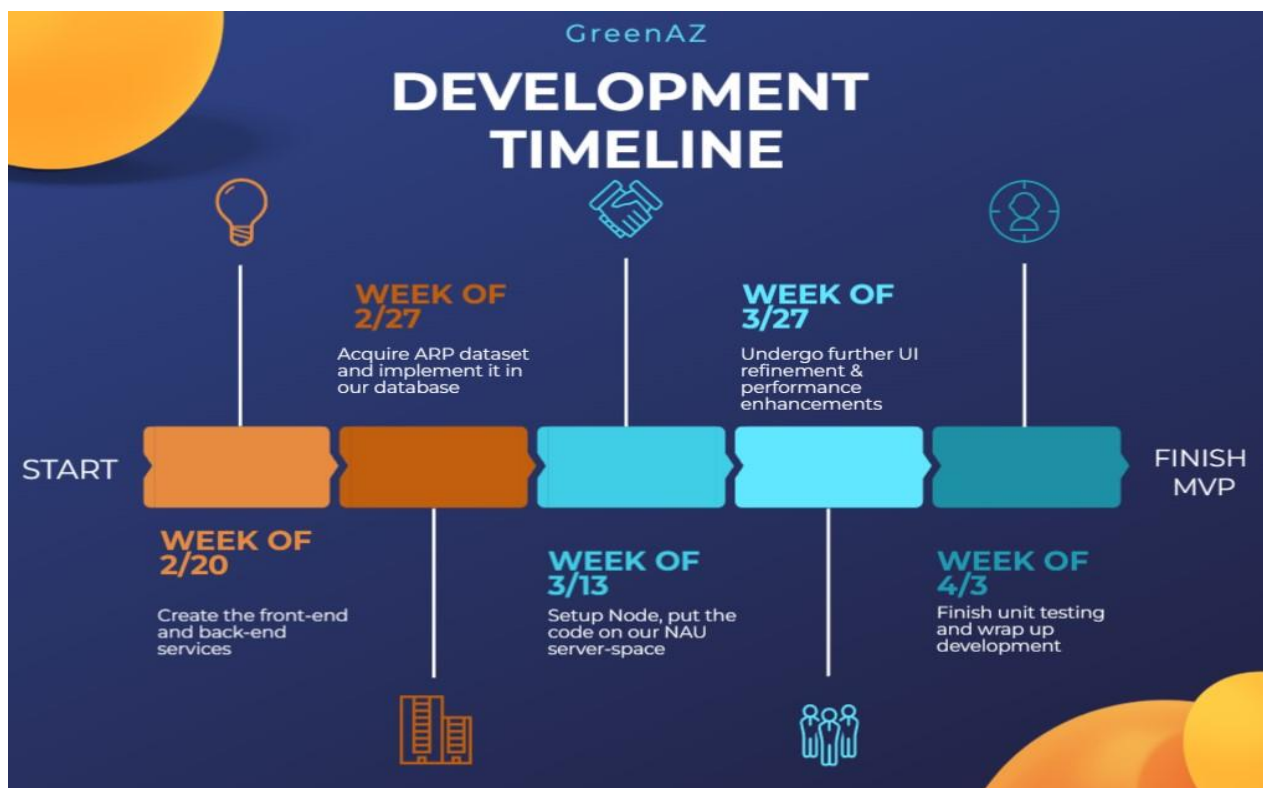 GreenAZ
DEVELOPMENT
TIMELINE
WEEK OF
2/27
Acquire ARP dataset
and implement it in
our database
WEEK OF
3/27
Undergo further UI
refinement &
performance
enhancements
START
FINISH
MVP
WEEK OF
2/20
Create the front-end
and back-end
services
WEEK OF
3/13
Setup Node, put the
code on our NAU
server-space
WEEK OF
4/3
Finish unit testing
and wrap up
development